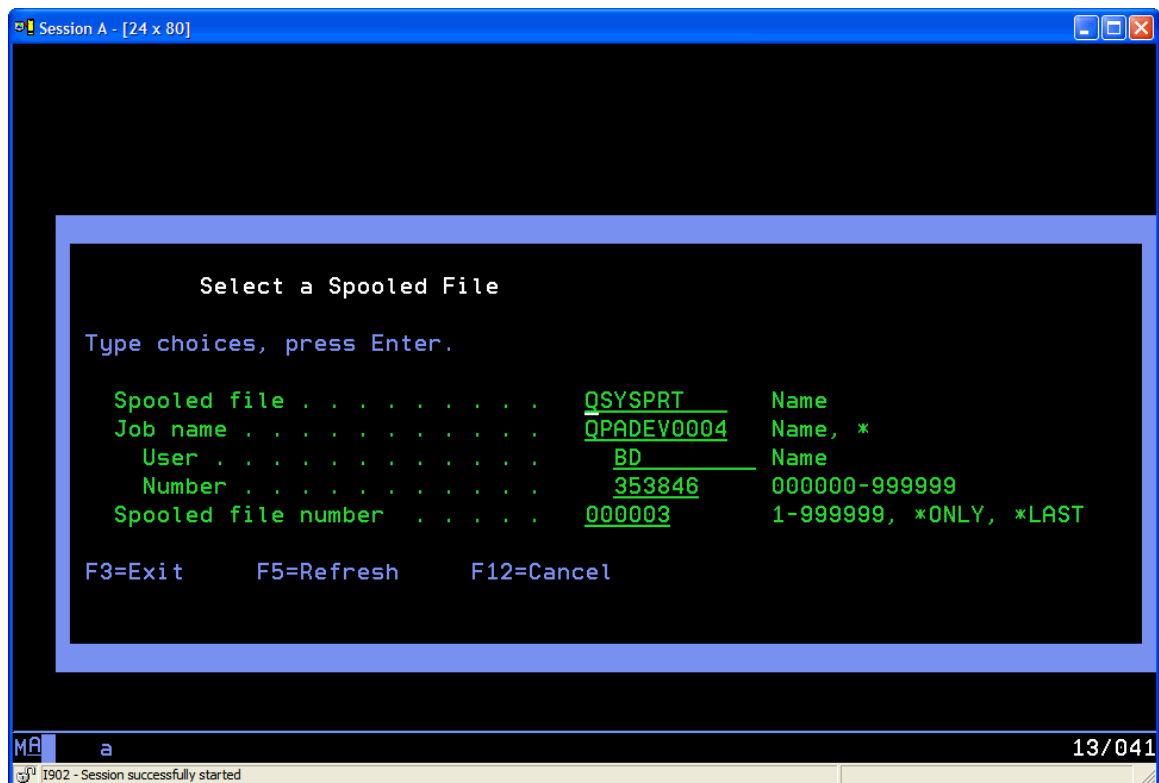 Session A - [24 x 80]
Select a Spooled File
Type choices, press Enter.
Spooled file . . . . . . . . . QSYSPRT Name
Job name . . . . . . . . . . . QPADEV0004 Name, *
User . . . . . . . . . . . . BD Name
Number . . . . . . . . . . . 353846 000000-999999
Spooled file number . . . . . 000003 1-999999, *ONLY, *LAST
F3=Exit F5=Refresh F12=Cancel
MA a 13/041
I902 - Session successfully started